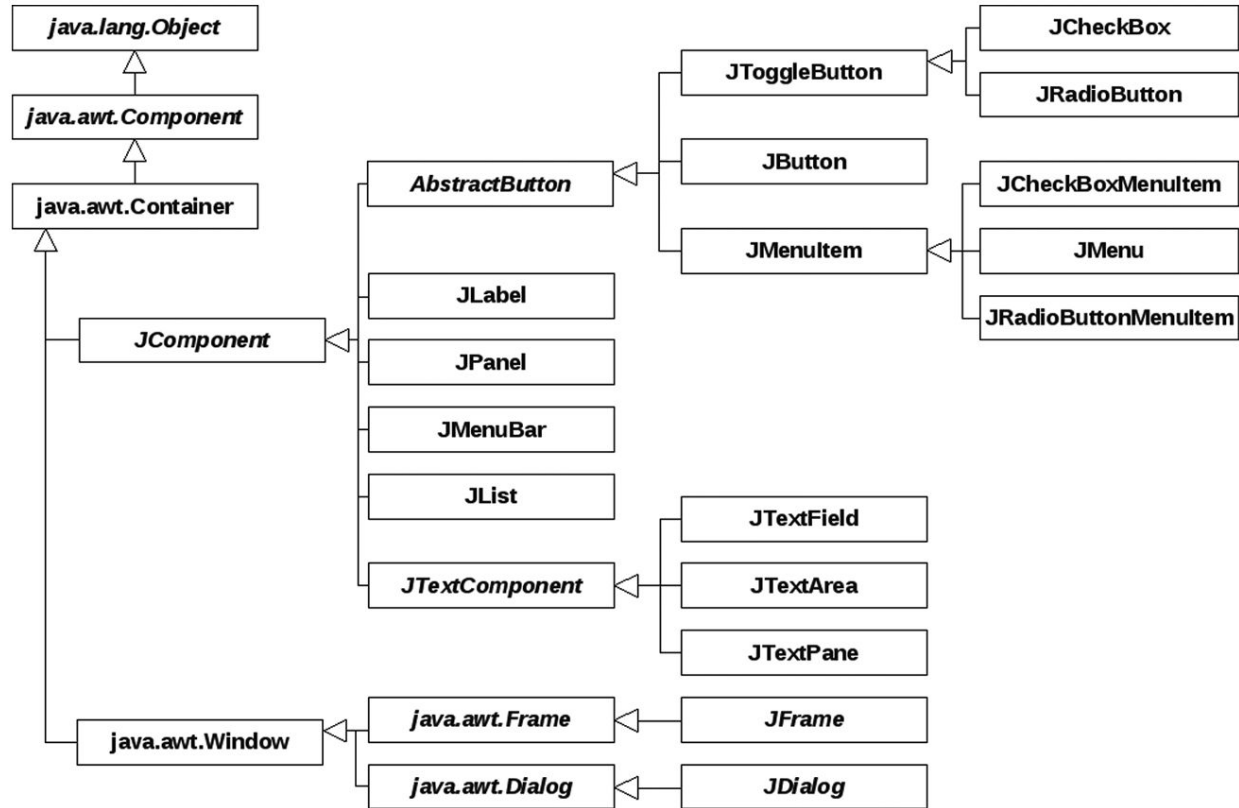 java.lang.Object
java.awt.Component
java.awt.Container
JComponent
java.awt.Window
AbstractButton
JLabel
JPanel
JMenuBar
JList
JTextComponent
java.awt.Frame
java.awt.Dialog
JToggleButton
JButton
JMenuItem
JTextField
JTextArea
JTextPane
JFrame
JDialog
JCheckBox
JRadioButton
JCheckBoxMenuItem
JMenu
JRadioButtonMenuItem